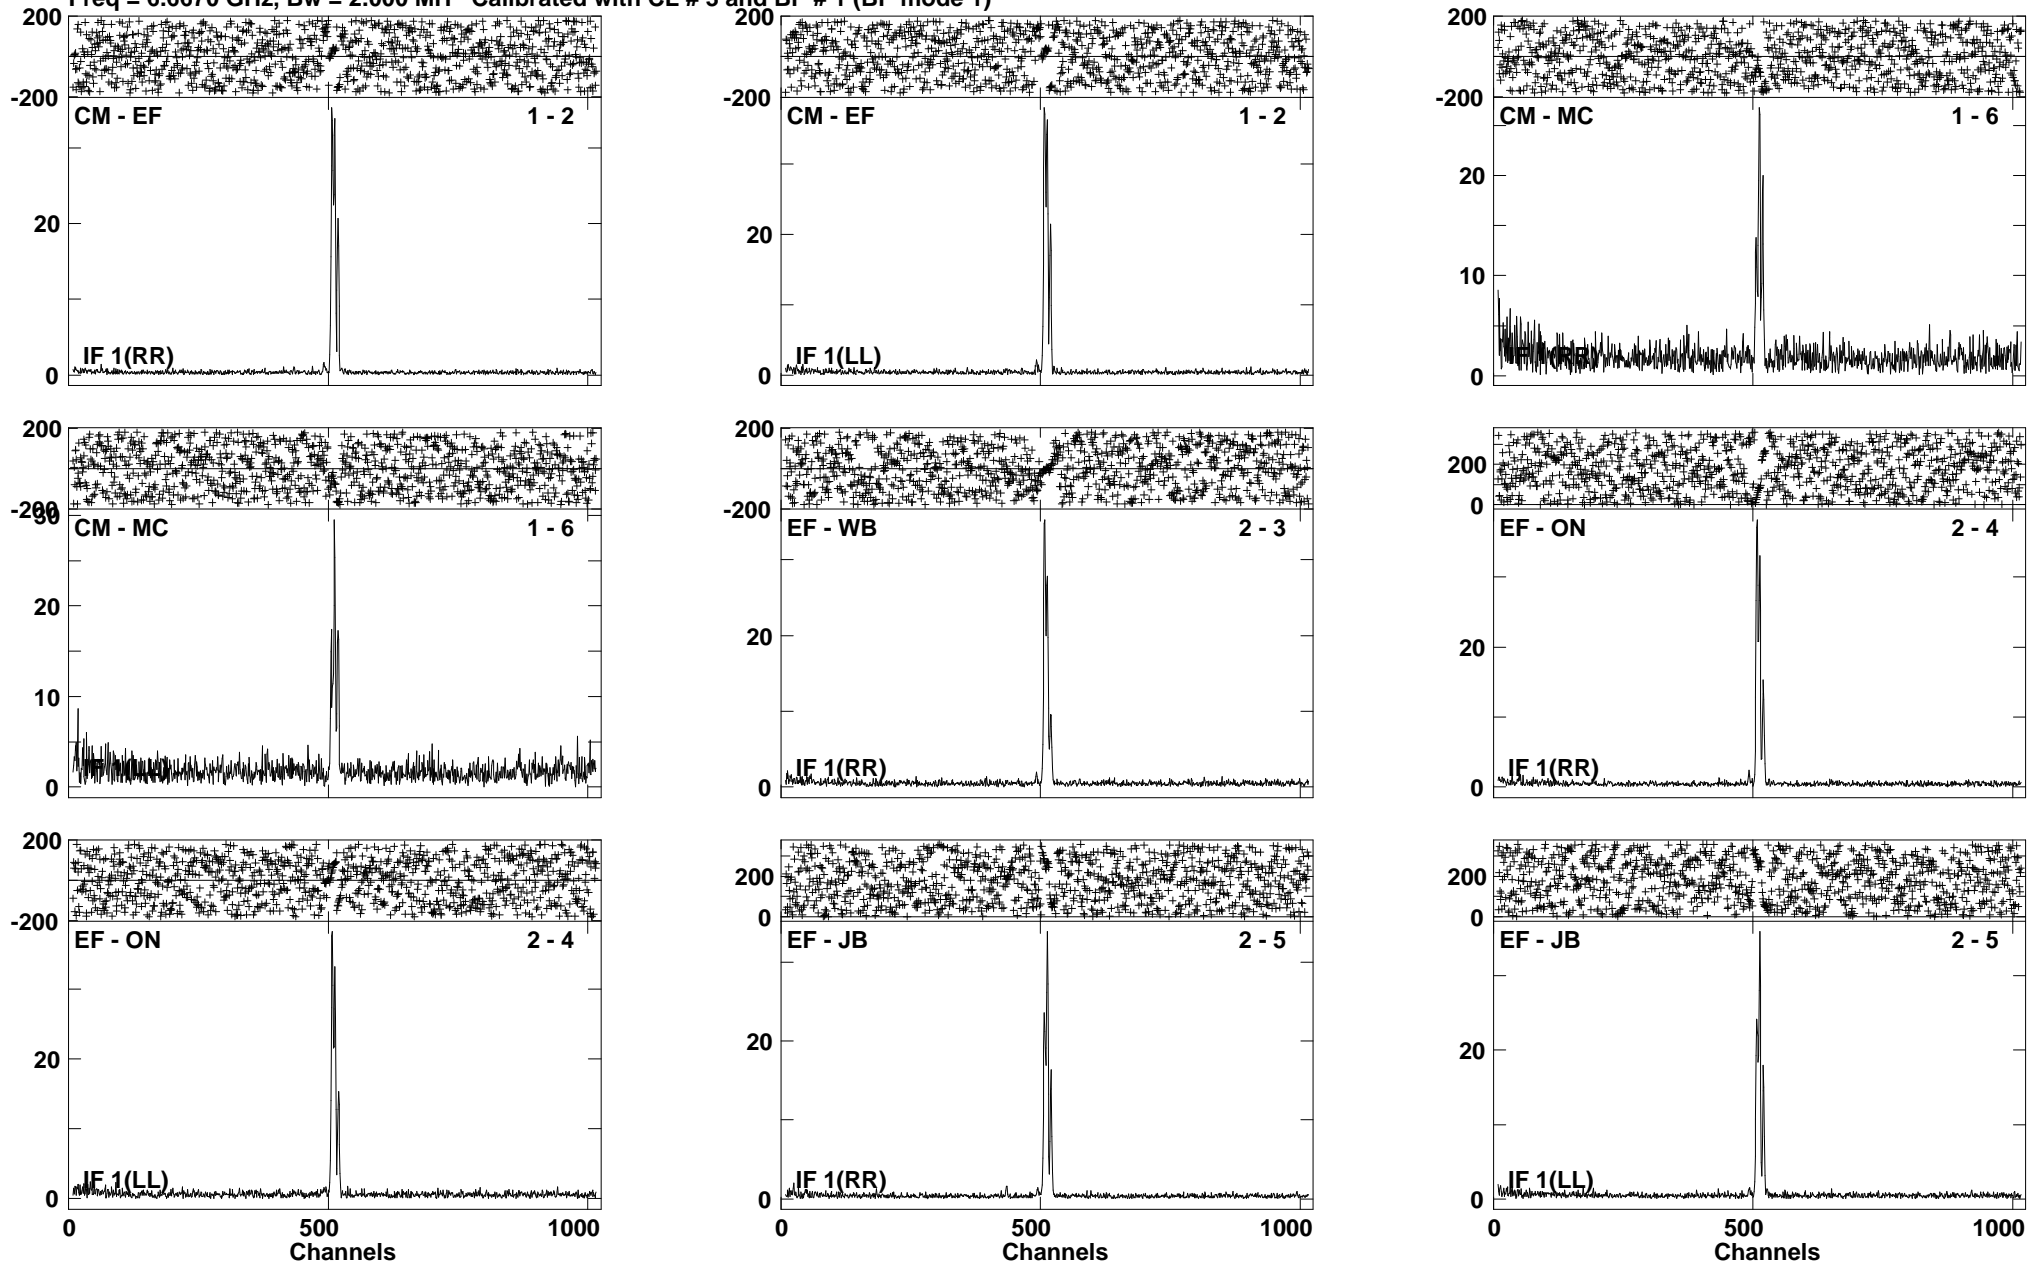 Freq = 6.6670 GHz, Bw = 2.000 MH Calibrated with CL # 3 and BP # 1 (BP mode 1)
200 200 200
-200 -200 -200
CM - EF 1 - 2 CM - EF 1 - 2 CM - MC 1 - 6
20 20 20
10
IF 1(RR) IF 1(LL) IF 1(RR)
0 0 0
200 200 200
-200 -200 0
30
CM - MC 1 - 6 EF - WB 2 - 3 EF - ON 2 - 4
20 20 20
10
IF 1(RR) IF 1(RR)
0 0 0
200 200 200
-200 0 0
EF - ON 2 - 4 EF - JB 2 - 5 EF - JB 2 - 5
20 20 20
IF 1(LL) IF 1(RR) IF 1(LL)
0 0 0
0 500 1000 0 500 1000 0 500 1000
Channels Channels Channels